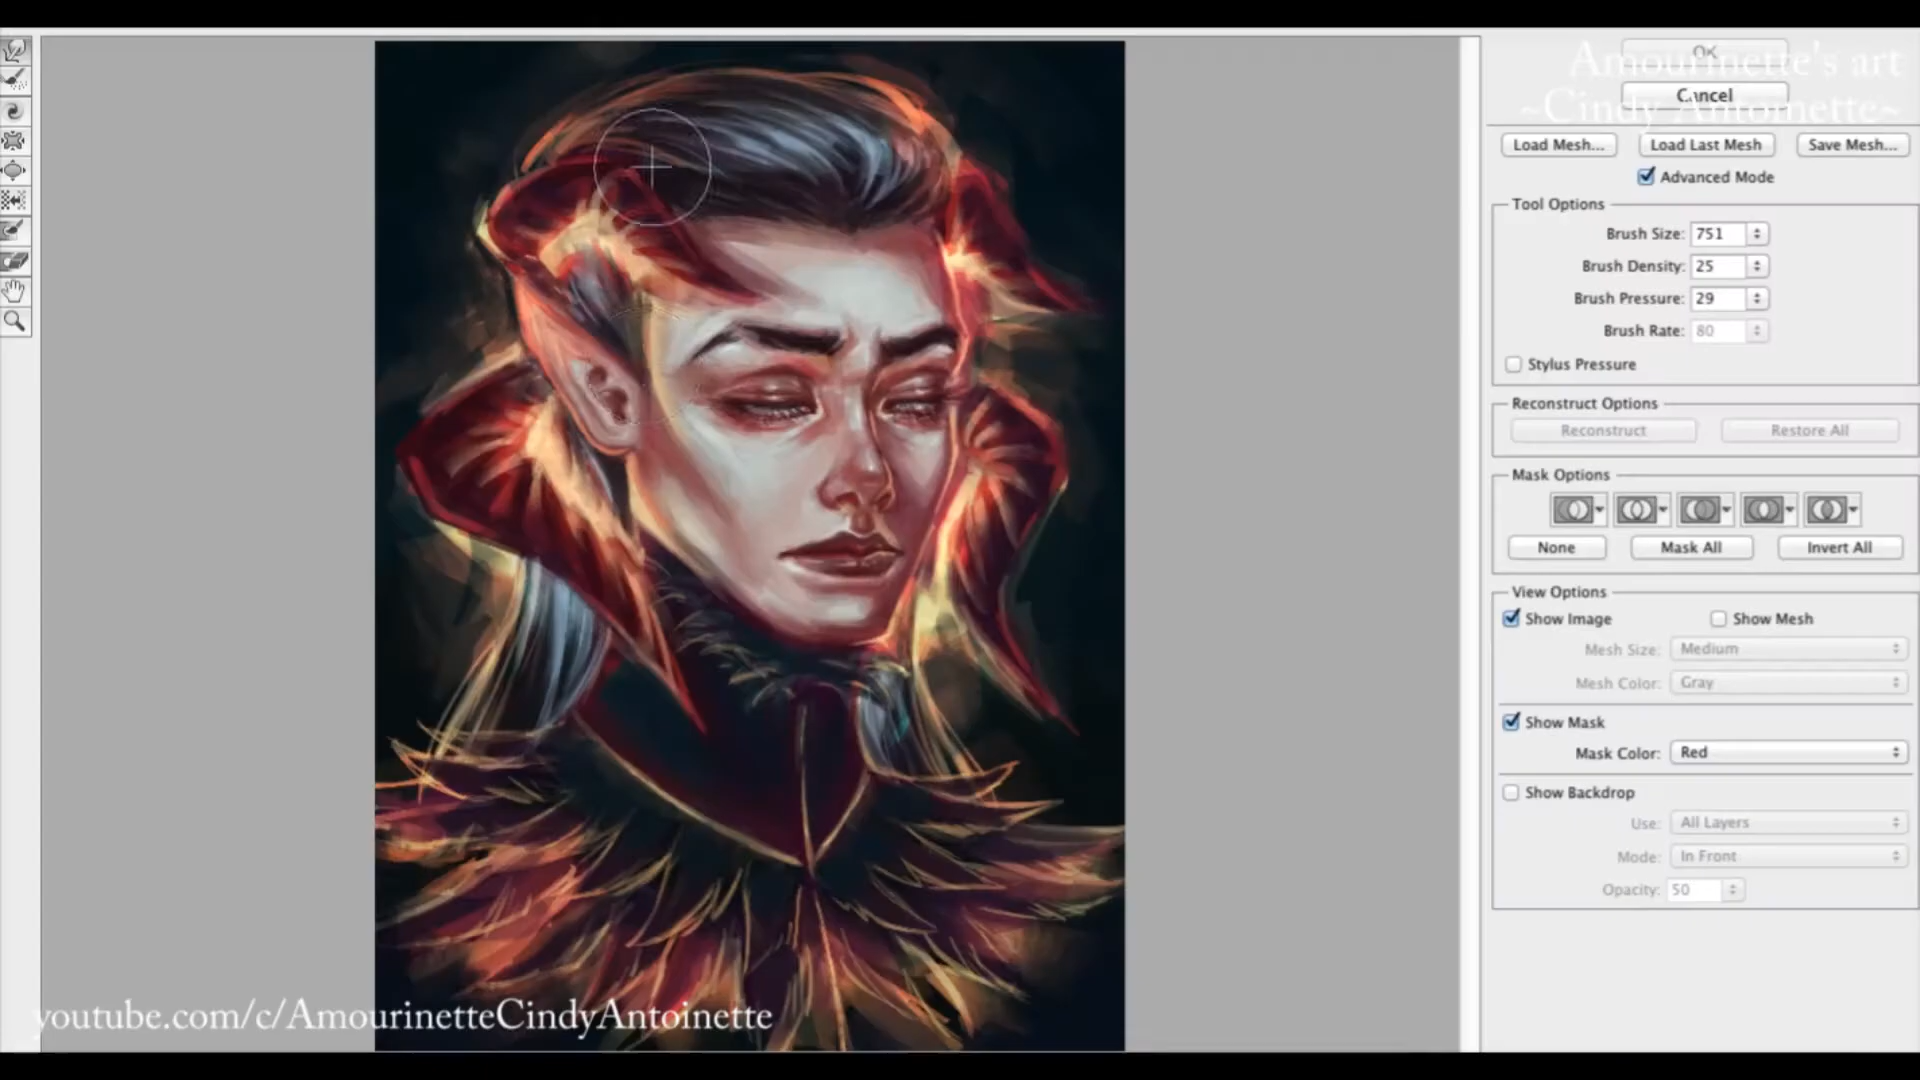 OK
Amourinette's art
Cancel
~Cindy Antoinette~
Load Mesh...
Load Last Mesh
Save Mesh...
Advanced Mode
Tool Options
Brush Size: 751
Brush Density: 25
Brush Pressure: 29
Brush Rate: 80
Stylus Pressure
Reconstruct Options
Reconstruct
Restore All
Mask Options
None
Mask All
Invert All
View Options
Show Image
Show Mesh
Mesh Size: Medium
Mesh Color: Gray
Show Mask
Mask Color: Red
Show Backdrop
Use: All Layers
Mode: In Front
Opacity: 50
youtube.com/c/AmourinetteCindyAntoinette